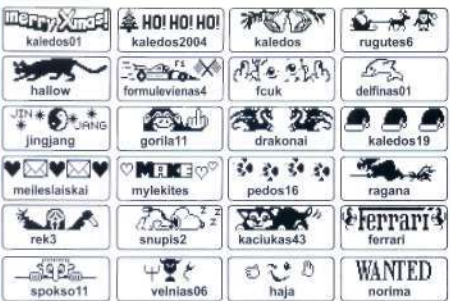 merry Xmas!
HO! HO! HO!
kaledos01
kaledos2004
kaledos
rugutes6
F1
hallow
formulevienas4
fcuk
delfinas01
JIN JANG
jingjang
gorila11
drakonai
kaledos19
MAKE
meileslaiskai
mylekites
pedos16
ragana
z z z
Ferrari
rek3
snupis2
kaciukas43
ferrari
WANTED
spokso11
velnias06
haja
norima